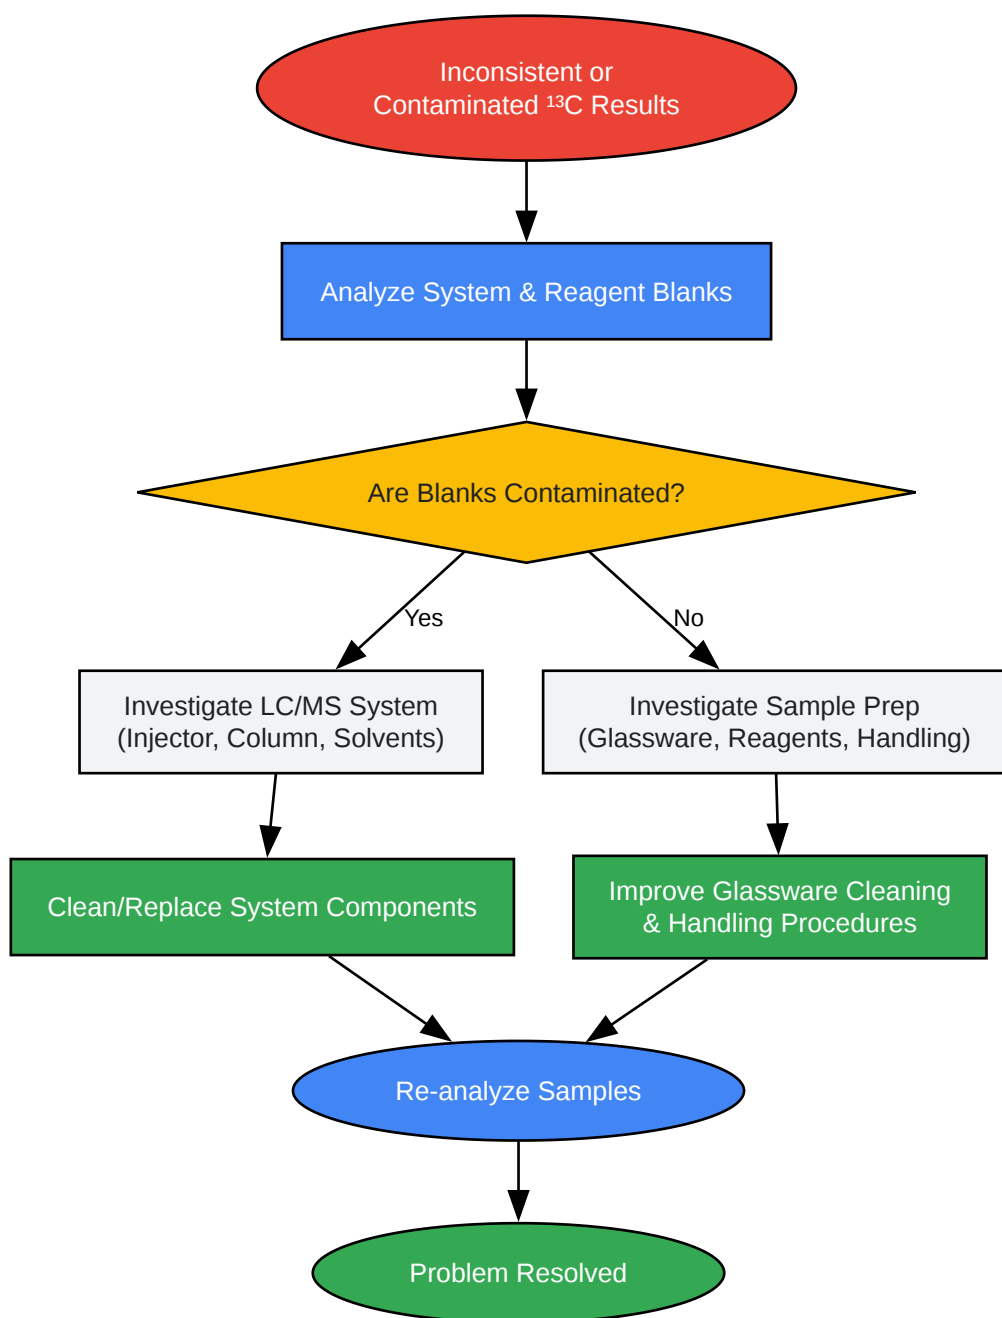 Inconsistent or
Contaminated ¹³C Results
Analyze System & Reagent Blanks
Are Blanks Contaminated?
Yes
No
Investigate LC/MS System
(Injector, Column, Solvents)
Investigate Sample Prep
(Glassware, Reagents, Handling)
Clean/Replace System Components
Improve Glassware Cleaning
& Handling Procedures
Re-analyze Samples
Problem Resolved